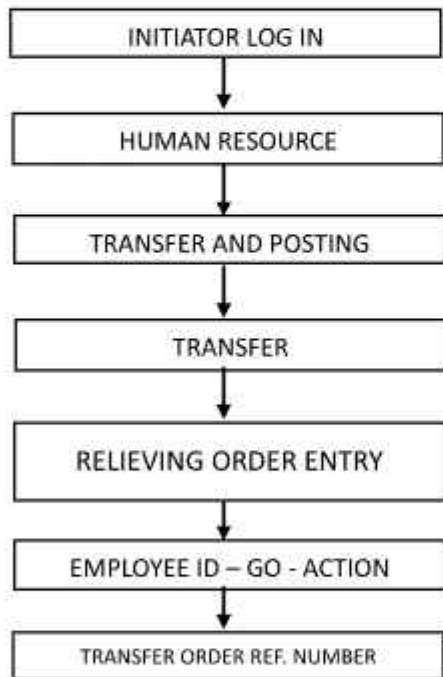 INITIATOR LOG IN
HUMAN RESOURCE
TRANSFER AND POSTING
TRANSFER
RELIEVING ORDER ENTRY
EMPLOYEE ID – GO - ACTION
TRANSFER ORDER REF. NUMBER